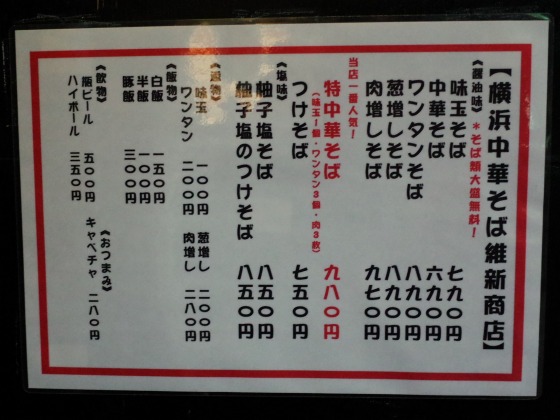 【横浜中華そば維新商店】
《醤油味》 *そば類大盛無料!
味玉そば 七九〇円
中華そば 六九〇円
ワンタンそば 八九〇円
葱増しそば 八九〇円
肉増しそば 九七〇円
当店一番人気!
特中華そば 九八〇円
(味玉1個・ワンタン3個・肉3枚)
つけそば 七五〇円
《塩味》
柚子塩そば 八五〇円
柚子塩のつけそば 八五〇円
味玉 一〇〇円 葱増し 二〇〇円
ワンタン 二〇〇円 肉増し 二八〇円
《飯物》
白飯 一五〇円
半飯 一〇〇円
豚飯 三〇〇円
《おつまみ》
キャベチャ 二八〇円
《飲物》
瓶ビール 五〇〇円
ハイボール 三五〇円